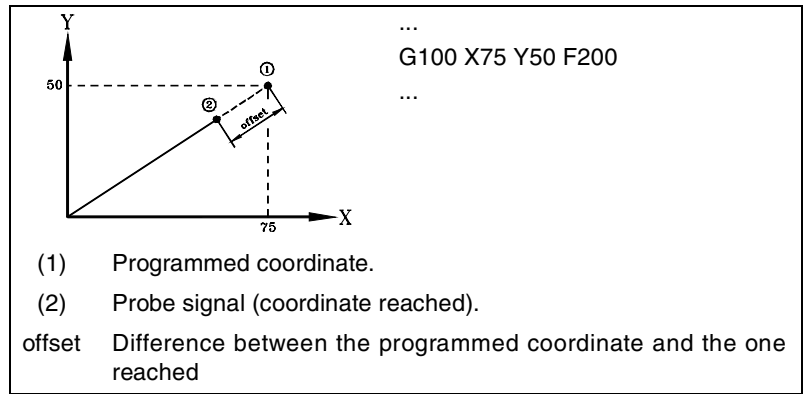 Y
...
G100 X75 Y50 F200
...
①
50
②
offset
X
75
(1) Programmed coordinate.
(2) Probe signal (coordinate reached).
offset Difference between the programmed coordinate and the one
reached